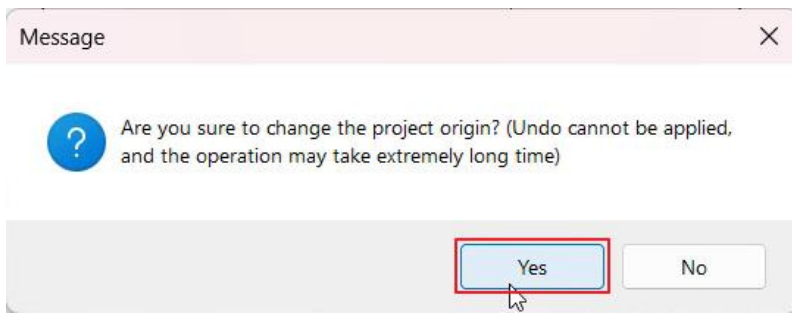 Message
Are you sure to change the project origin? (Undo cannot be applied,
and the operation may take extremely long time)
Yes
No